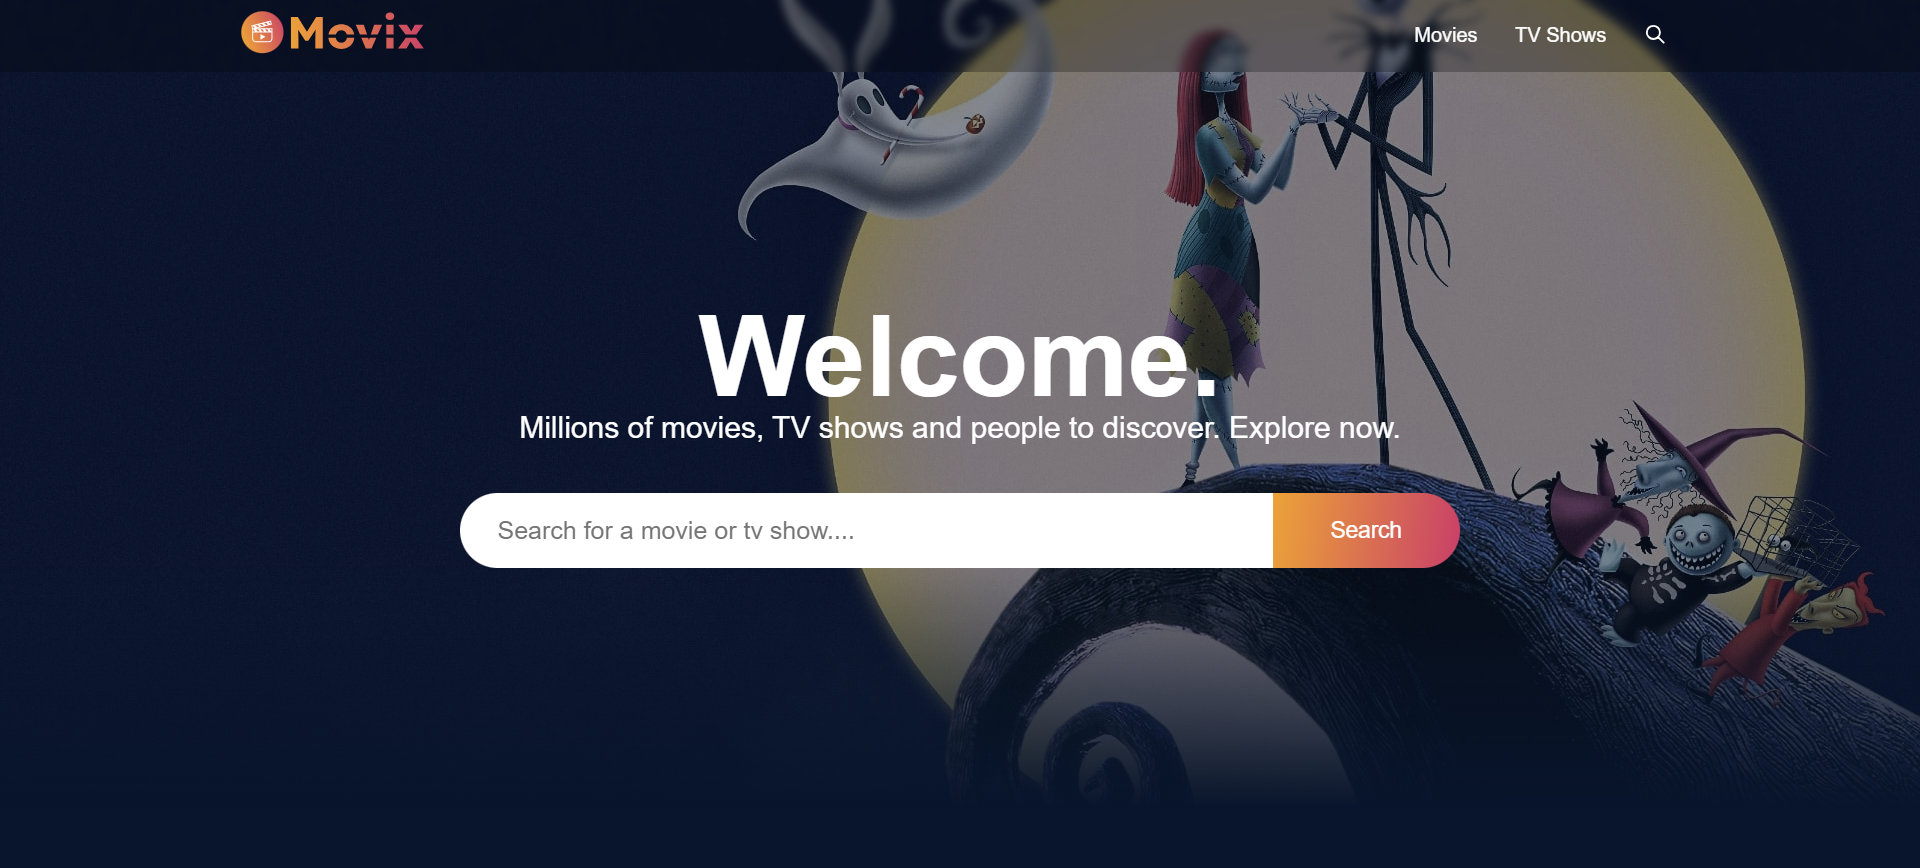 Movix
Movies
TV Shows
Welcome.
Millions of movies, TV shows and people to discover. Explore now.
Search for a movie or tv show....
Search